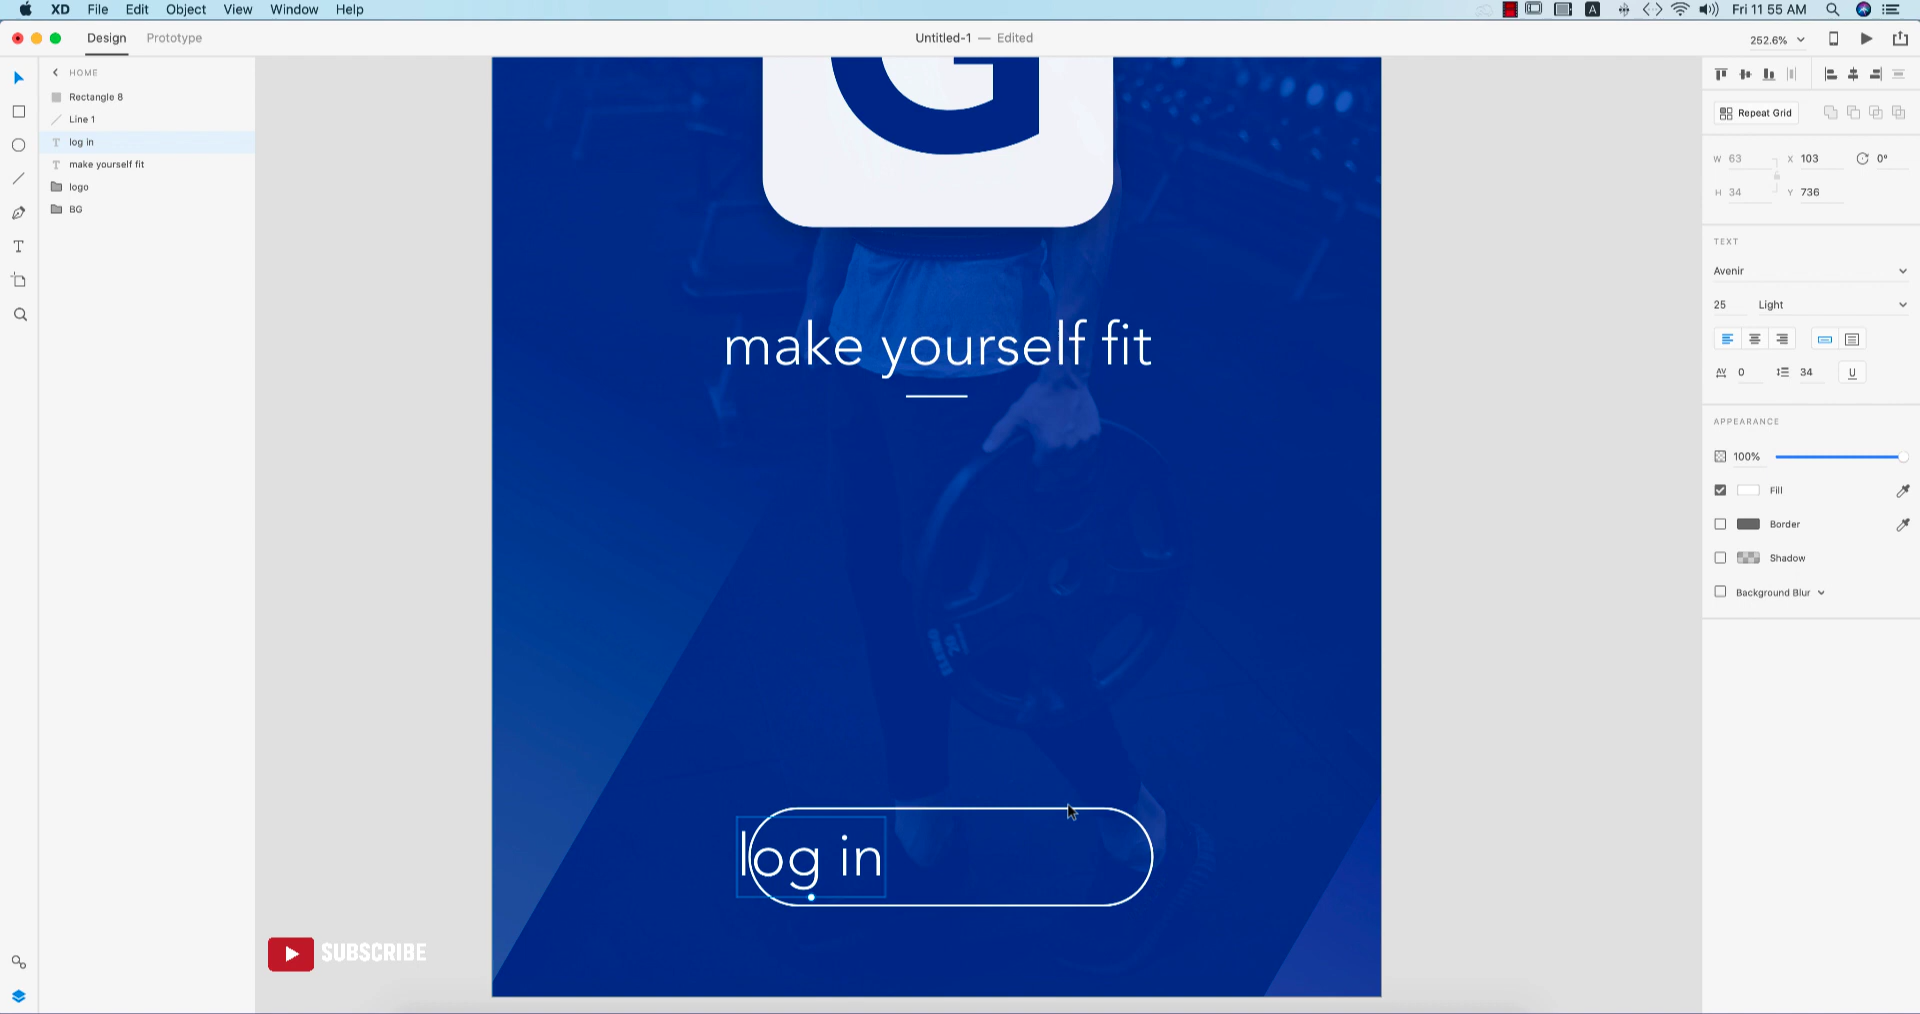 XD File Edit Object View Window Help
A
Fri 11 55 AM
Design Prototype
Untitled-1 — Edited
252.6%
HOME
Rectangle 8
Line 1
T log in
T make yourself fit
logo
BG
T
G
make yourself fit
log in
SUBSCRIBE
Repeat Grid
W 63 X 103 0°
H 34 Y 736
TEXT
Avenir
25 Light
AV 0 34 U
APPEARANCE
100%
Fill
Border
Shadow
Background Blur